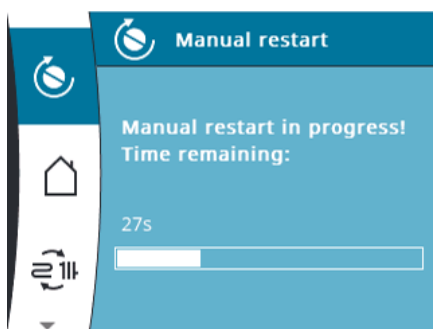 Manual restart
Manual restart in progress!
Time remaining:
27s